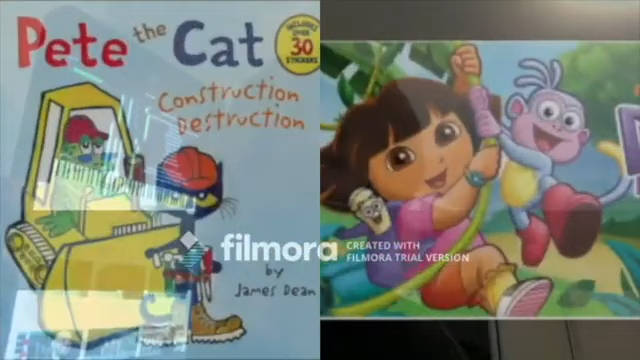 Pete the Cat
INCLUDES
OVER
30
STICKERS
Construction
Destruction
by
James Dean
filmora
CREATED WITH
FILMORA TRIAL VERSION